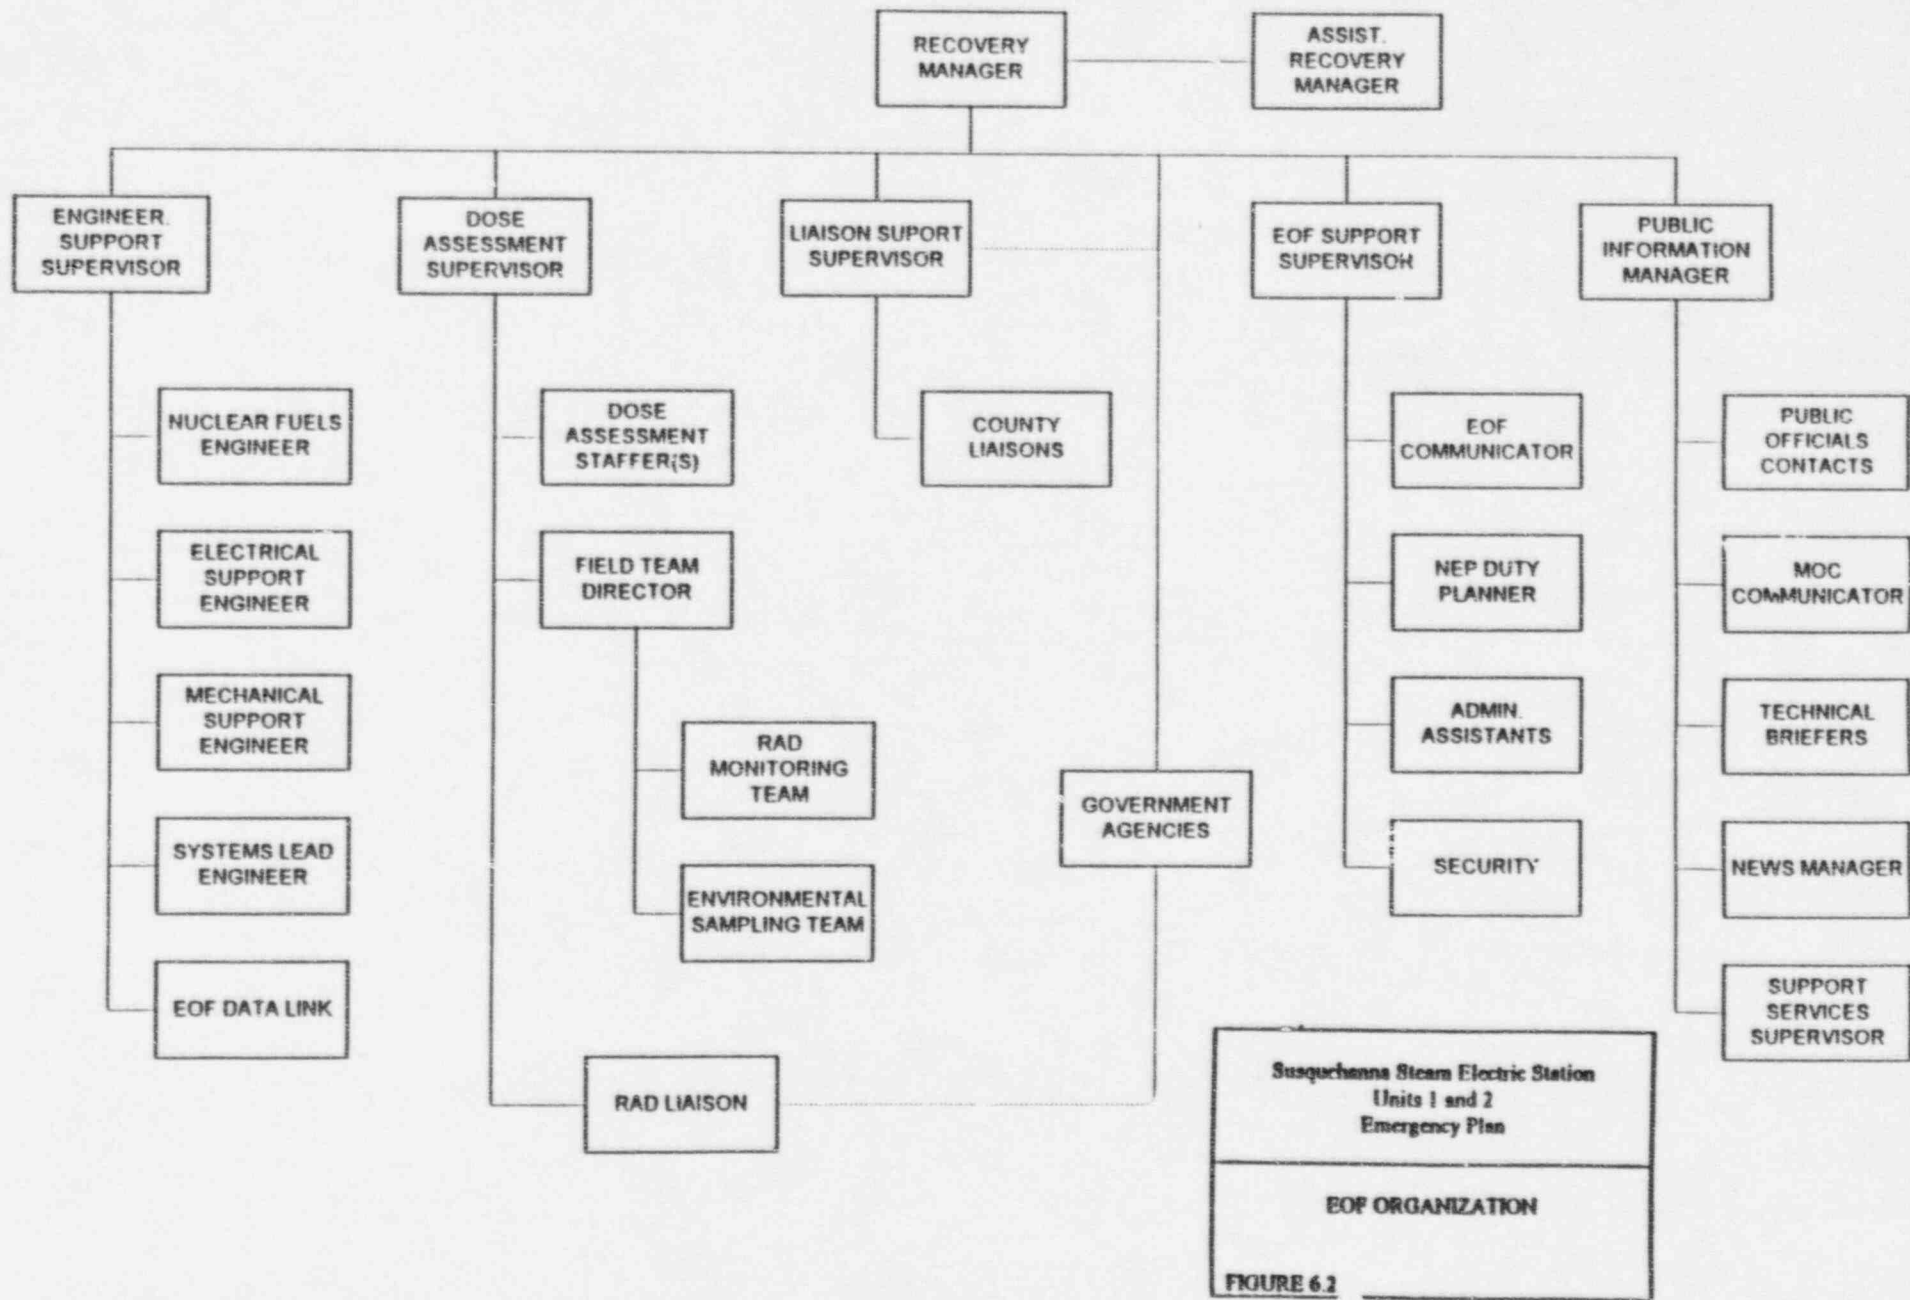 RECOVERY
MANAGER
ASSIST.
RECOVERY
MANAGER
ENGINEER.
SUPPORT
SUPERVISOR
DOSE
ASSESSMENT
SUPERVISOR
LIAISON SUPORT
SUPERVISOR
EOF SUPPORT
SUPERVISOR
PUBLIC
INFORMATION
MANAGER
NUCLEAR FUELS
ENGINEER
ELECTRICAL
SUPPORT
ENGINEER
MECHANICAL
SUPPORT
ENGINEER
SYSTEMS LEAD
ENGINEER
EOF DATA LINK
DOSE
ASSESSMENT
STAFFER(S)
FIELD TEAM
DIRECTOR
RAD
MONITORING
TEAM
ENVIRONMENTAL
SAMPLING TEAM
RAD LIAISON
COUNTY
LIAISONS
GOVERNMENT
AGENCIES
EOF
COMMUNICATOR
NEP DUTY
PLANNER
ADMIN.
ASSISTANTS
SECURITY
PUBLIC
OFFICIALS
CONTACTS
MOC
COMMUNICATOR
TECHNICAL
BRIEFERS
NEWS MANAGER
SUPPORT
SERVICES
SUPERVISOR
Susquehanna Steam Electric Station
Units 1 and 2
Emergency Plan
EOF ORGANIZATION
FIGURE 6.2